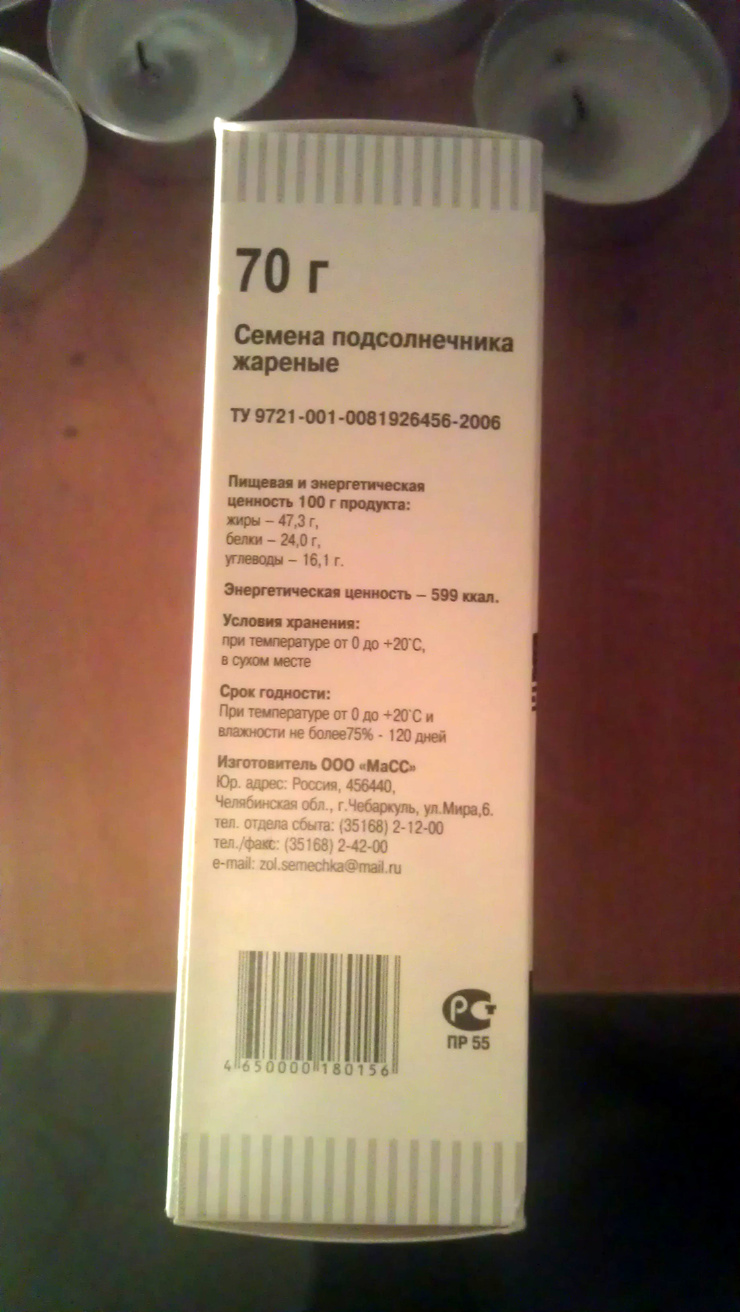 70 г
Семена подсолнечника
жареные
ТУ 9721-001-0081926456-2006
Пищевая и энергетическая
ценность 100 г продукта:
жиры – 47,3 г,
белки – 24,0 г,
углеводы – 16,1 г.
Энергетическая ценность – 599 ккал.
Условия хранения:
при температуре от 0 до +20°С,
в сухом месте
Срок годности:
При температуре от 0 до +20°С и
влажности не более75% - 120 дней
Изготовитель ООО «МаСС»
Юр. адрес: Россия, 456440,
Челябинская обл., г.Чебаркуль, ул.Мира,6.
тел. отдела сбыта: (35168) 2-12-00
тел./факс: (35168) 2-42-00
e-mail: zol.semechka@mail.ru
4 650000 180156
РСТ
ПР 55